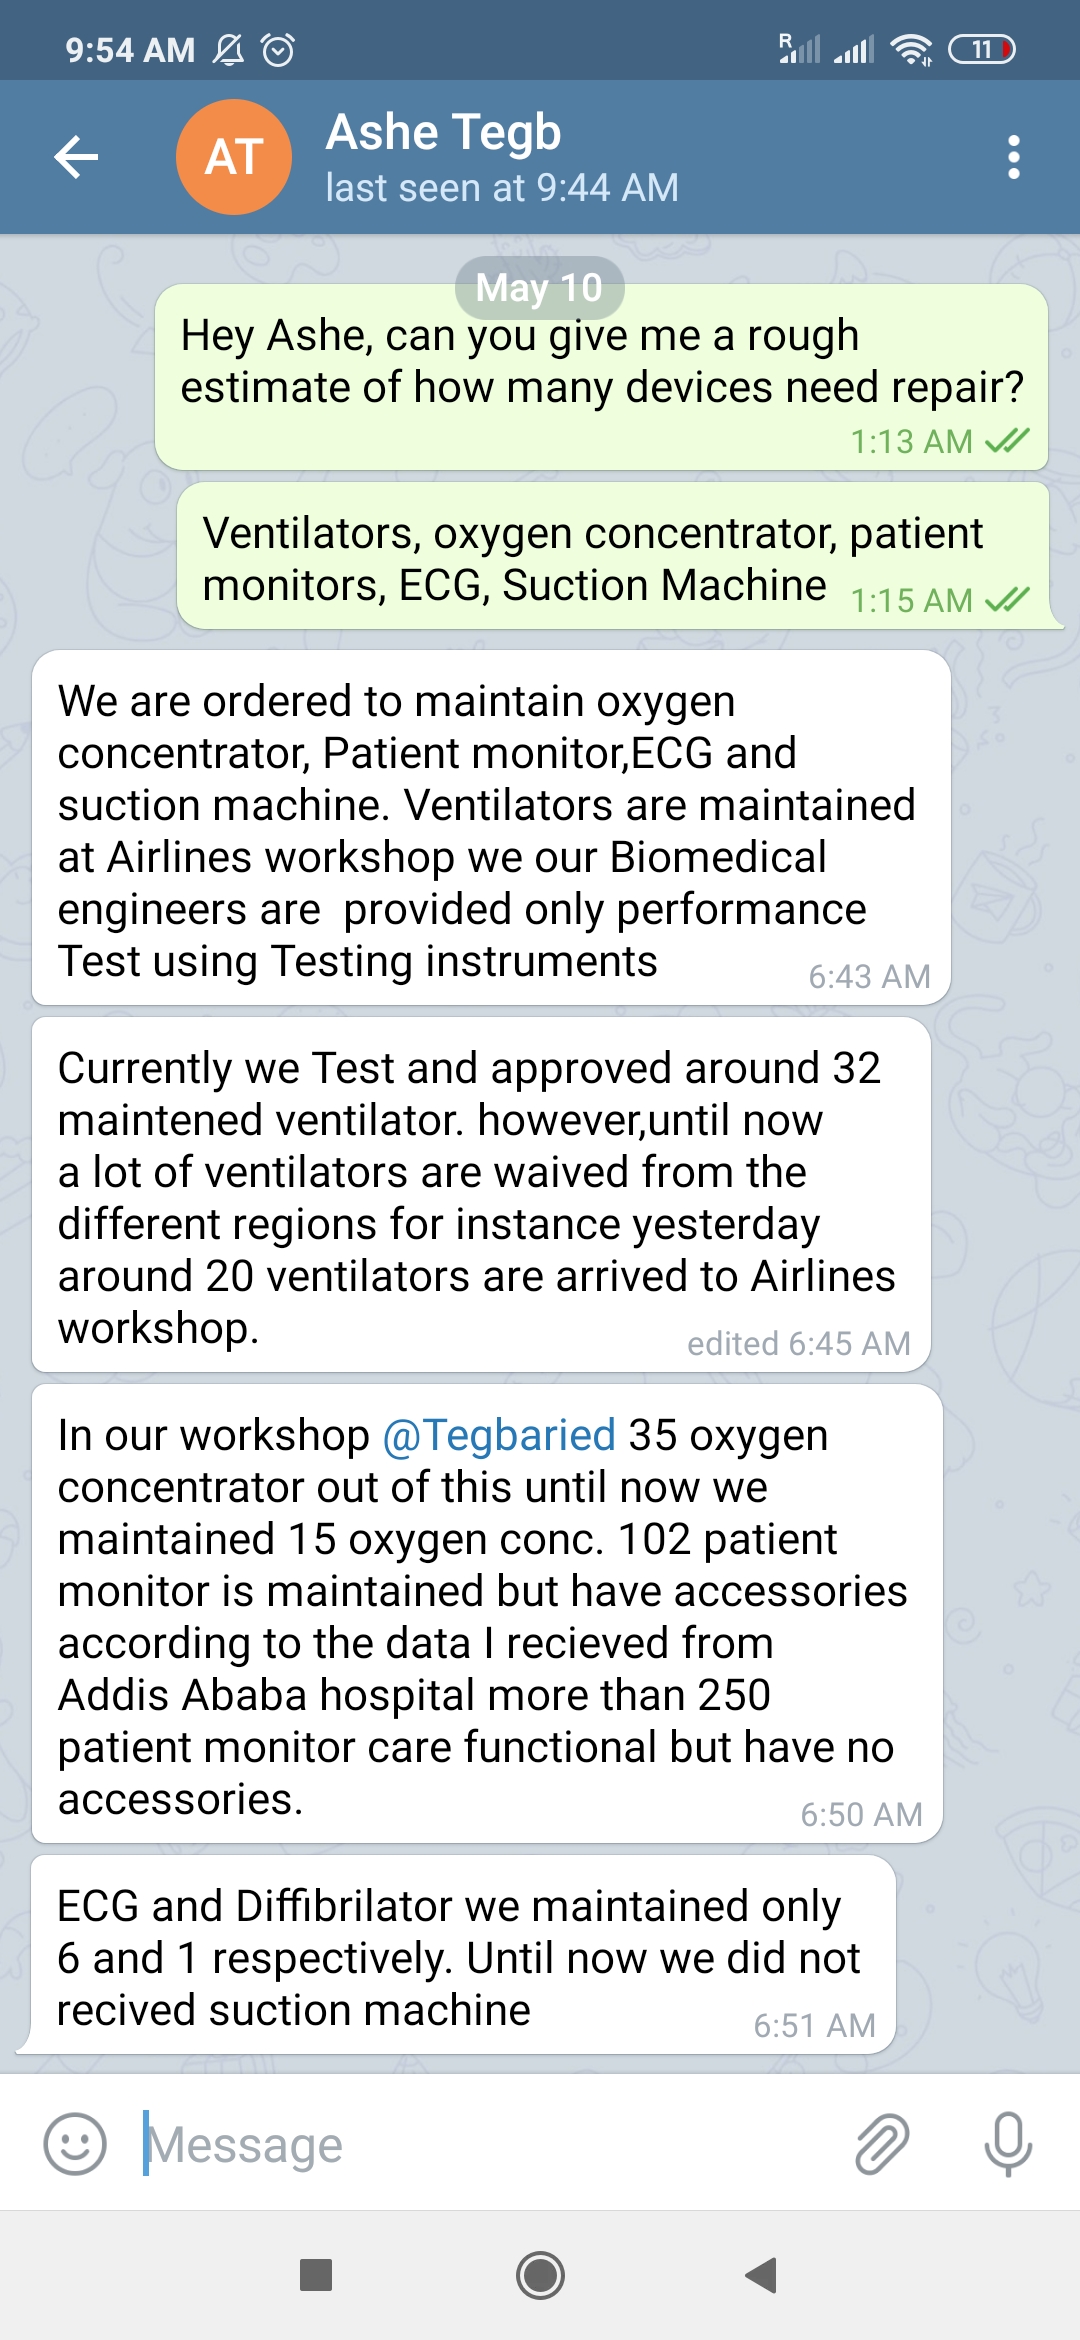 9:54 AM
R
11
AT
Ashe Tegb
last seen at 9:44 AM
May 10
Hey Ashe, can you give me a rough
estimate of how many devices need repair?
1:13 AM
Ventilators, oxygen concentrator, patient
monitors, ECG, Suction Machine 1:15 AM
We are ordered to maintain oxygen
concentrator, Patient monitor,ECG and
suction machine. Ventilators are maintained
at Airlines workshop we our Biomedical
engineers are  provided only performance
Test using Testing instruments 6:43 AM
Currently we Test and approved around 32
maintened ventilator. however,until now
a lot of ventilators are waived from the
different regions for instance yesterday
around 20 ventilators are arrived to Airlines
workshop. edited 6:45 AM
In our workshop @Tegbaried 35 oxygen
concentrator out of this until now we
maintained 15 oxygen conc. 102 patient
monitor is maintained but have accessories
according to the data I recieved from
Addis Ababa hospital more than 250
patient monitor care functional but have no
accessories. 6:50 AM
ECG and Diffibrilator we maintained only
6 and 1 respectively. Until now we did not
recived suction machine 6:51 AM
Message